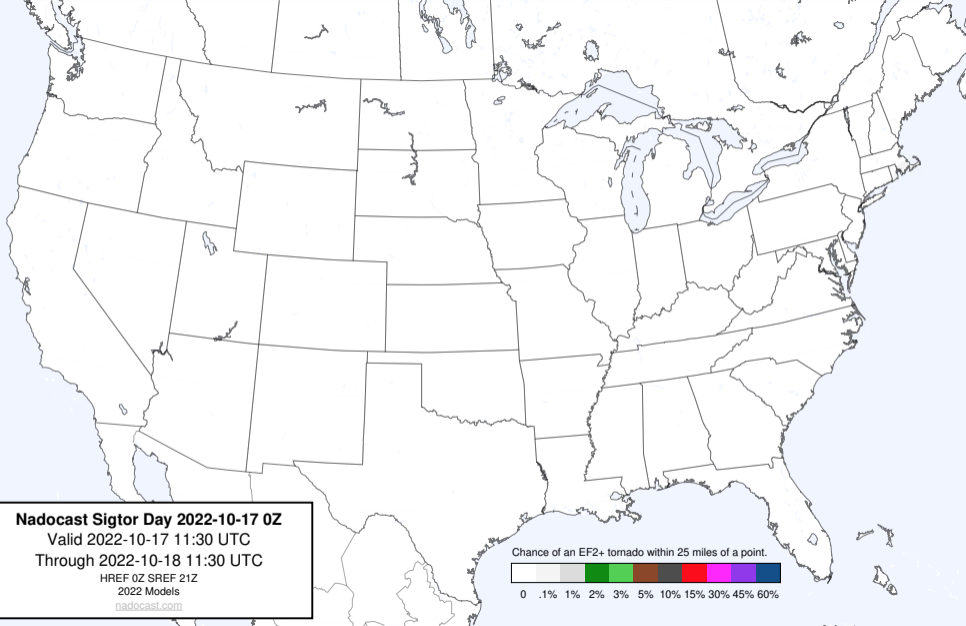 Nadocast Sigtor Day 2022-10-17 0Z
Valid 2022-10-17 11:30 UTC
Through 2022-10-18 11:30 UTC
HREF 0Z SREF 21Z
2022 Models
nadocast.com
Chance of an EF2+ tornado within 25 miles of a point.
0 .1% 1% 2% 3% 5% 10% 15% 30% 45% 60%